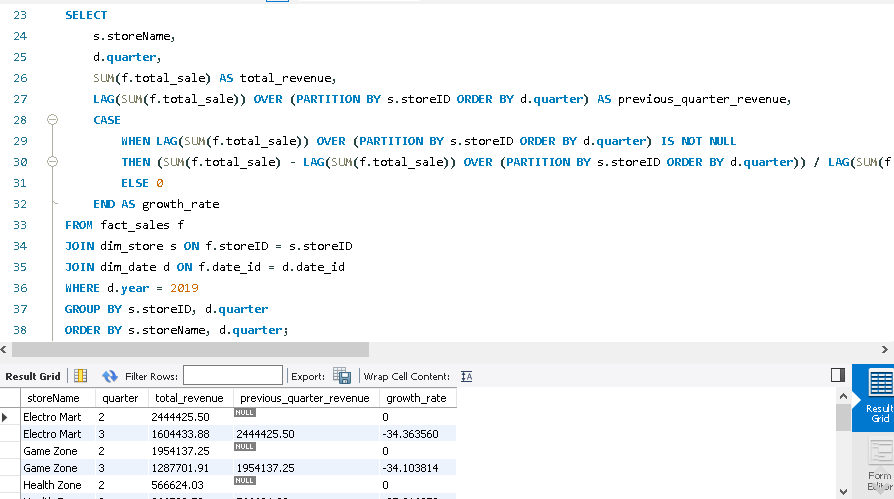 23 SELECT
24 s.storeName,
25 d.quarter,
26 SUM(f.total_sale) AS total_revenue,
27 LAG(SUM(f.total_sale)) OVER (PARTITION BY s.storeID ORDER BY d.quarter) AS previous_quarter_revenue,
28 CASE
29 WHEN LAG(SUM(f.total_sale)) OVER (PARTITION BY s.storeID ORDER BY d.quarter) IS NOT NULL
30 THEN (SUM(f.total_sale) - LAG(SUM(f.total_sale)) OVER (PARTITION BY s.storeID ORDER BY d.quarter)) / LAG(SUM(f
31 ELSE 0
32 END AS growth_rate
33 FROM fact_sales f
34 JOIN dim_store s ON f.storeID = s.storeID
35 JOIN dim_date d ON f.date_id = d.date_id
36 WHERE d.year = 2019
37 GROUP BY s.storeID, d.quarter
38 ORDER BY s.storeName, d.quarter;
Result Grid Filter Rows: Export: Wrap Cell Content: IA
storeName quarter total_revenue previous_quarter_revenue growth_rate
Electro Mart 2 2444425.50 NULL 0
Electro Mart 3 1604433.88 2444425.50 -34.363560
Game Zone 2 1954137.25 NULL 0
Game Zone 3 1287701.91 1954137.25 -34.103814
Health Zone 2 566624.03 NULL 0
Result
Grid
Form
Editor